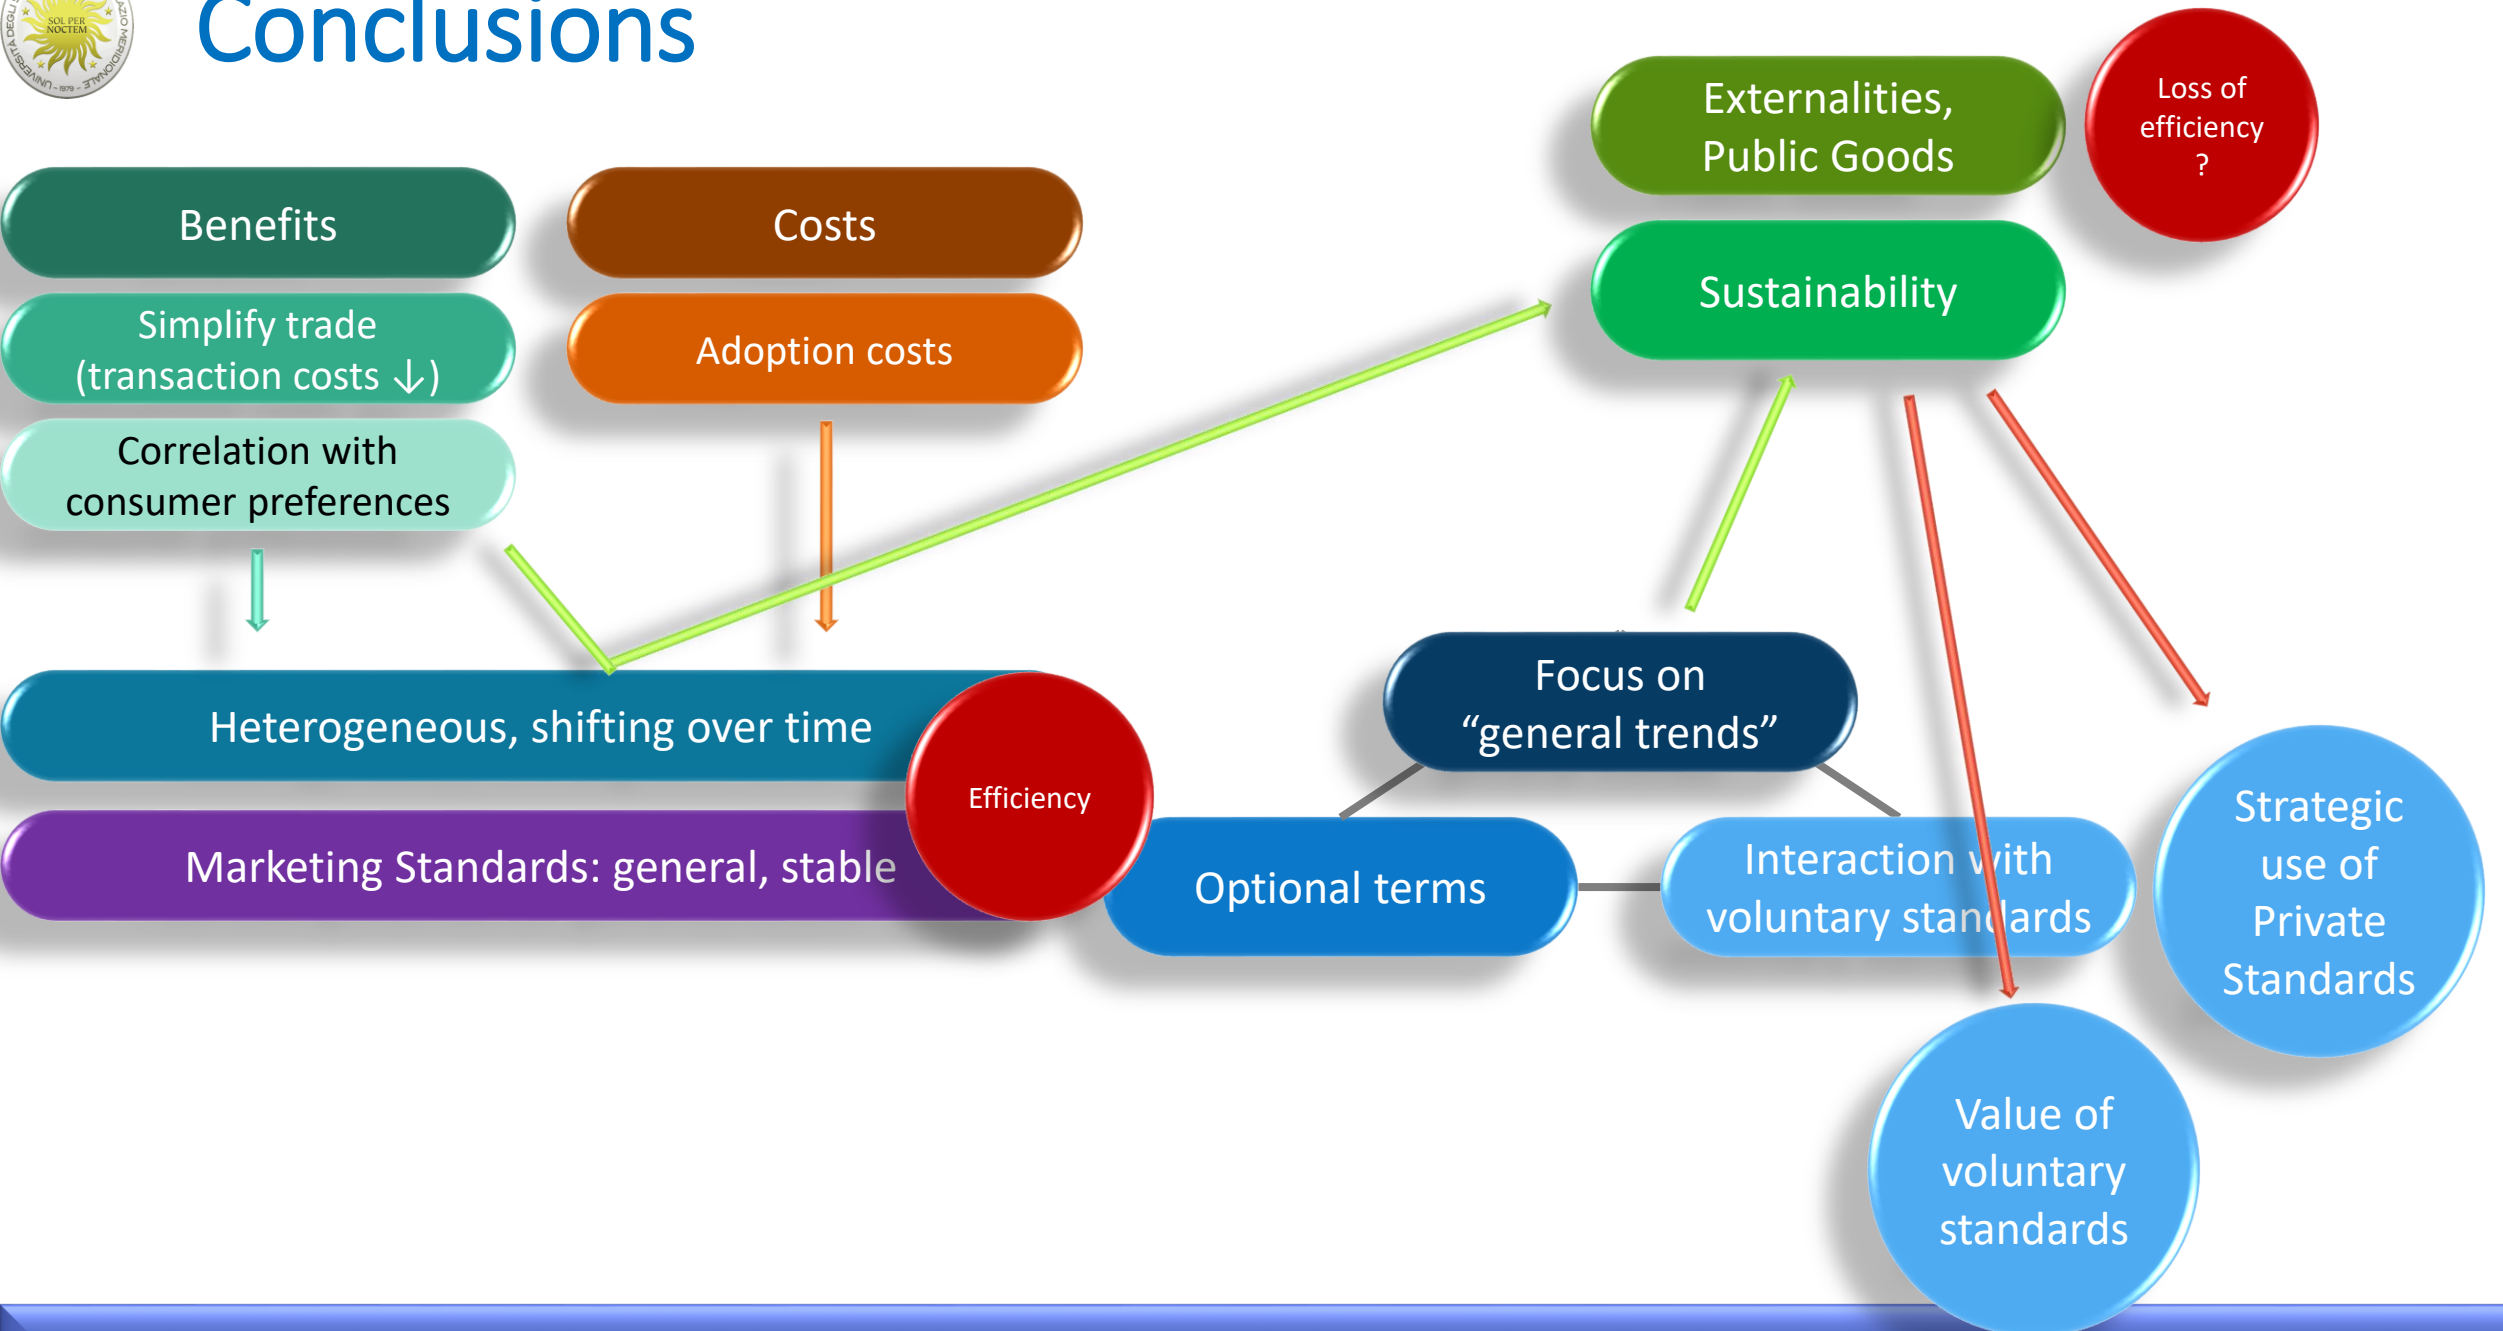 Conclusions
SOL PER
NOCTEM
Benefits
Simplify trade
(transaction costs ↓)
Correlation with
consumer preferences
Costs
Adoption costs
Heterogeneous, shifting over time
Marketing Standards: general, stable
Efficiency
Externalities,
Public Goods
Sustainability
Loss of
efficiency
?
Focus on
“general trends”
Optional terms
Interaction with
voluntary standards
Strategic
use of
Private
Standards
Value of
voluntary
standards